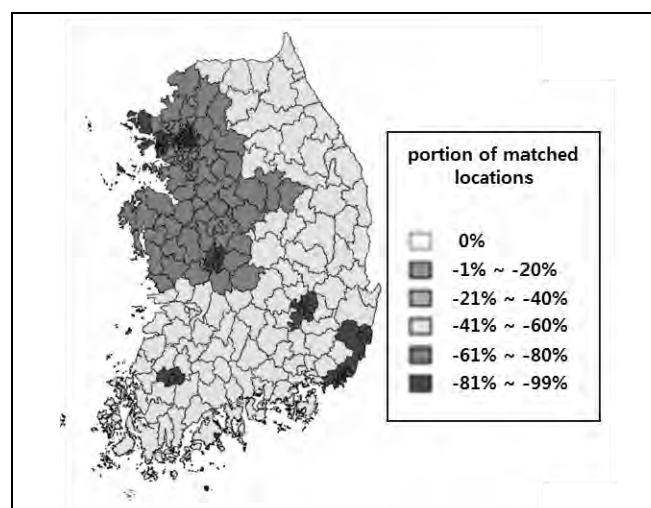 portion of matched
locations
0%
-1% ~ -20%
-21% ~ -40%
-41% ~ -60%
-61% ~ -80%
-81% ~ -99%